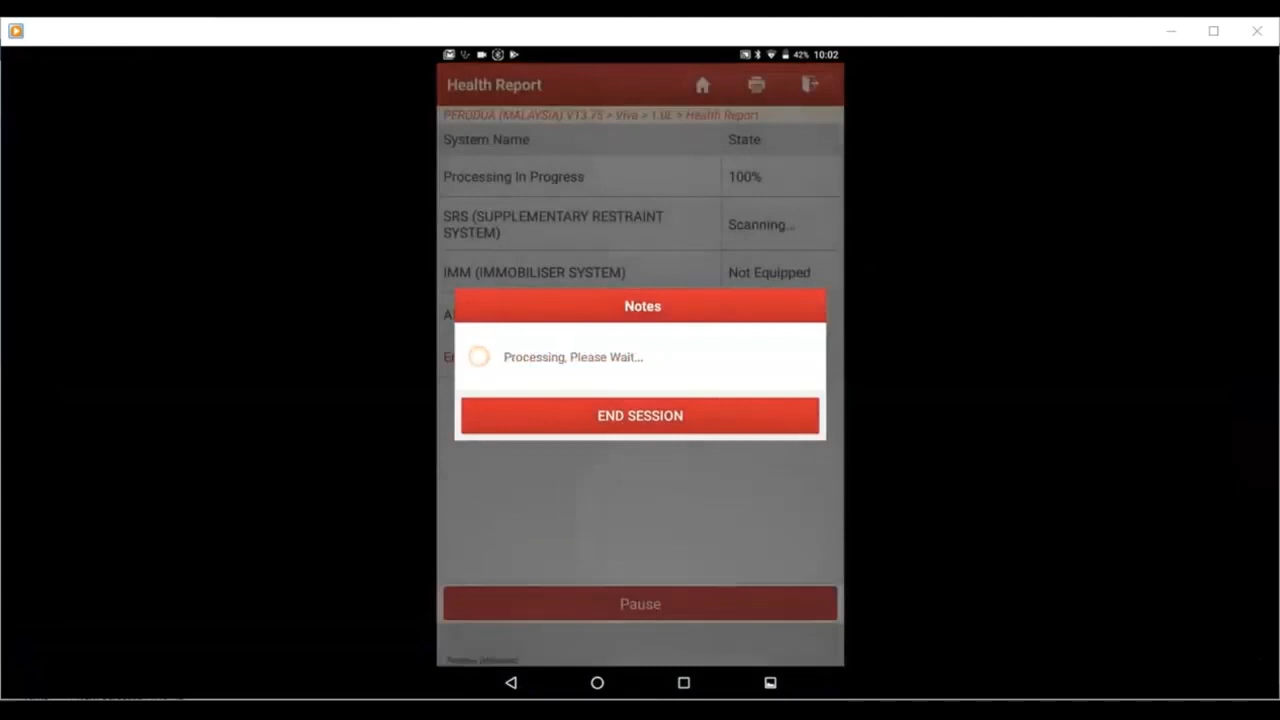 42% 10:02
Health Report
PERODUA (MALAYSIA) V13.75 > Viva > 1.0L > Health Report
System Name State
Processing In Progress 100%
SRS (SUPPLEMENTARY RESTRAINT
SYSTEM) Scanning...
IMM (IMMOBILISER SYSTEM) Not Equipped
Notes
Processing, Please Wait...
END SESSION
Pause